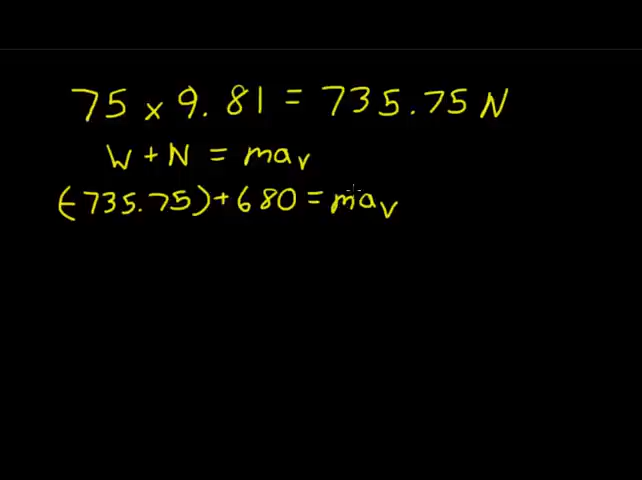 75 × 9.81 = 735.75 N
W + N = mav
(-735.75) + 680 = mav